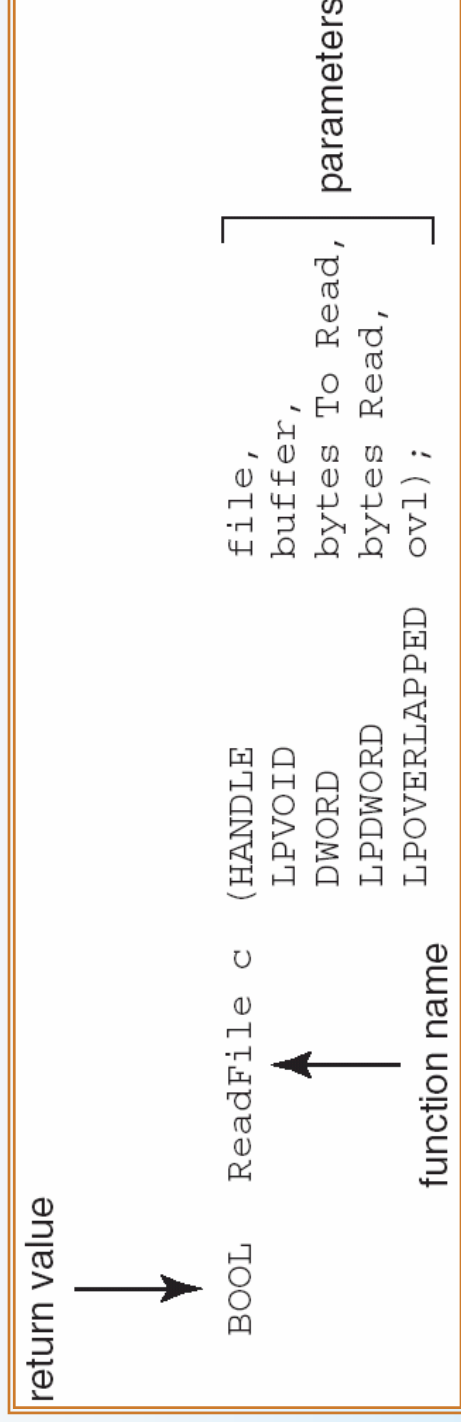 return value
BOOL ReadFile c (HANDLE file,
LPVOID buffer,
DWORD bytes To Read,
LPDWORD bytes Read,
LPOVERLAPPED ovl);
parameters
function name